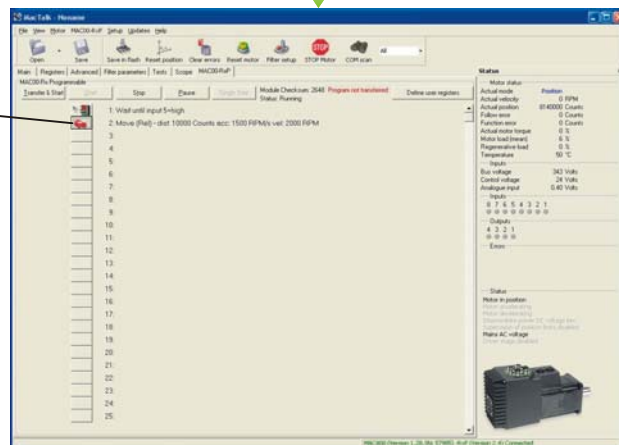 MacTalk - Noname
File View Motor MAC00-RxP Setup Updates Help
Open Save Save in flash Reset position Clear errors Reset motor Filter setup STOP Motor COM scan All
Main Registers Advanced Filter parameters Tests Scope MAC00-RxP
MAC00-Rx Programmable
Transfer & Start Start Stop Pause Module Checksum: 2648 Program not transferred Define user registers
Status: Running
1: Wait until input 5=high
2: Move (Rel) - dist: 10000 Counts acc: 1500 RPM/s vel: 2000 RPM
3:
4:
5:
6:
7:
8:
9:
10:
11:
12:
13:
14:
15:
16:
17:
18:
19:
20:
21:
22:
23:
24:
25:
Status
Motor status
Actual mode Position
Actual velocity 0 RPM
Actual position 8140000 Counts
Follow error 0 Counts
Function error 0 Counts
Actual motor torque 0 %
Motor load (mean) 6 %
Regenerative load 0 %
Temperature 50 °C
Inputs
Bus voltage 343 Volts
Control voltage 24 Volts
Analogue input 0.40 Volts
Inputs
8 7 6 5 4 3 2 1
Outputs
4 3 2 1
Errors
Status
Motor in position
Motor accelerating
Motor decelerating
Mains AC voltage